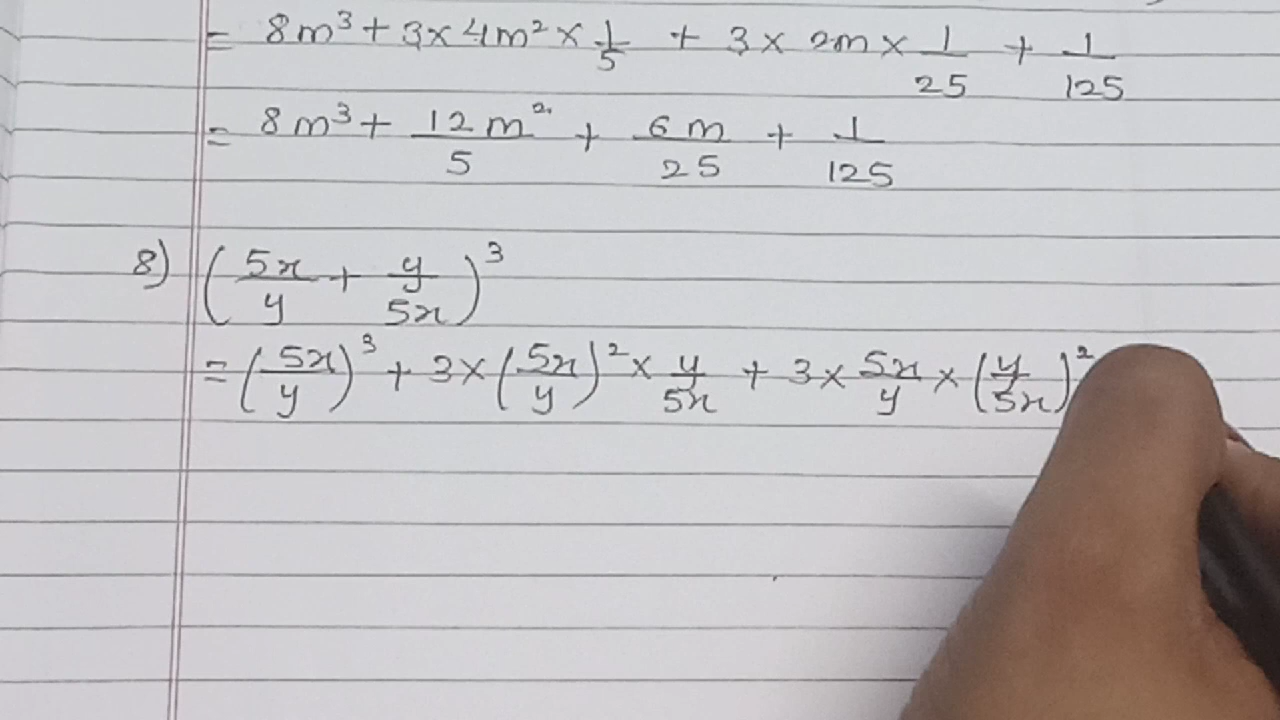 = 8m³ + 3 × 4m² × 1/5 + 3 × 2m × 1/25 + 1/125
= 8m³ + 12m²/5 + 6m/25 + 1/125
8) (5x/y + y/5x)³
= (5x/y)³ + 3 × (5x/y)² × y/5x + 3 × 5x/y × (y/5x)²